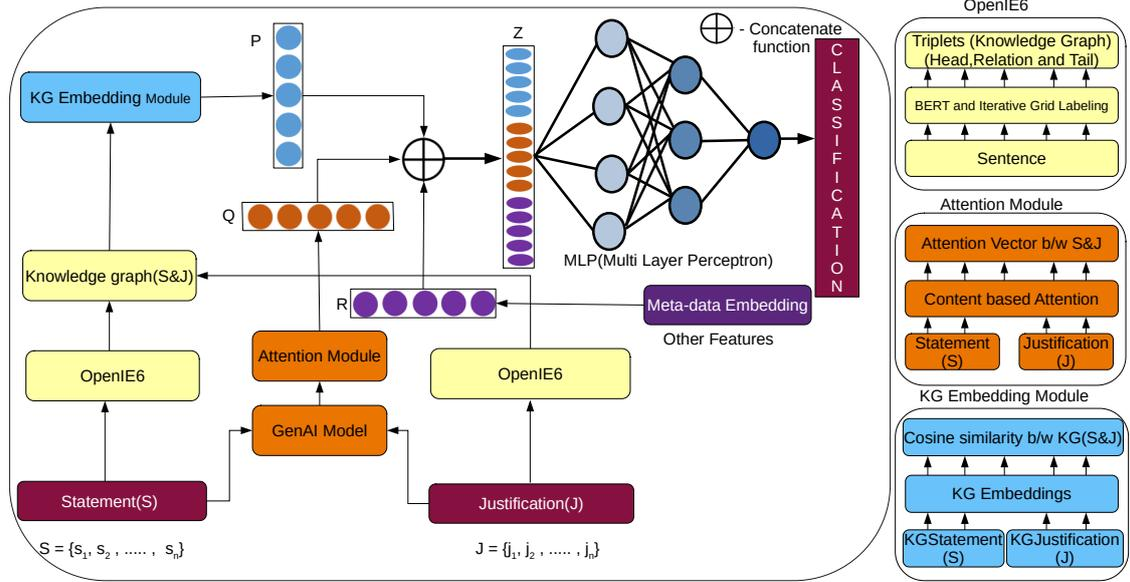 P
KG Embedding Module
Z
- Concatenate
function
CLASSIFICATION
Q
Knowledge graph(S&J)
MLP(Multi Layer Perceptron)
R
Meta-data Embedding
Other Features
Attention Module
OpenIE6
OpenIE6
GenAI Model
Statement(S)
Justification(J)
S = {s1, s2 , ..... , sn}
J = {j1, j2 , ..... , jn}
OpenIE6
Triplets (Knowledge Graph)
(Head,Relation and Tail)
BERT and Iterative Grid Labeling
Sentence
Attention Module
Attention Vector b/w S&J
Content based Attention
Statement
(S)
Justification
(J)
KG Embedding Module
Cosine similarity b/w KG(S&J)
KG Embeddings
KGStatement
(S)
KGJustification
(J)